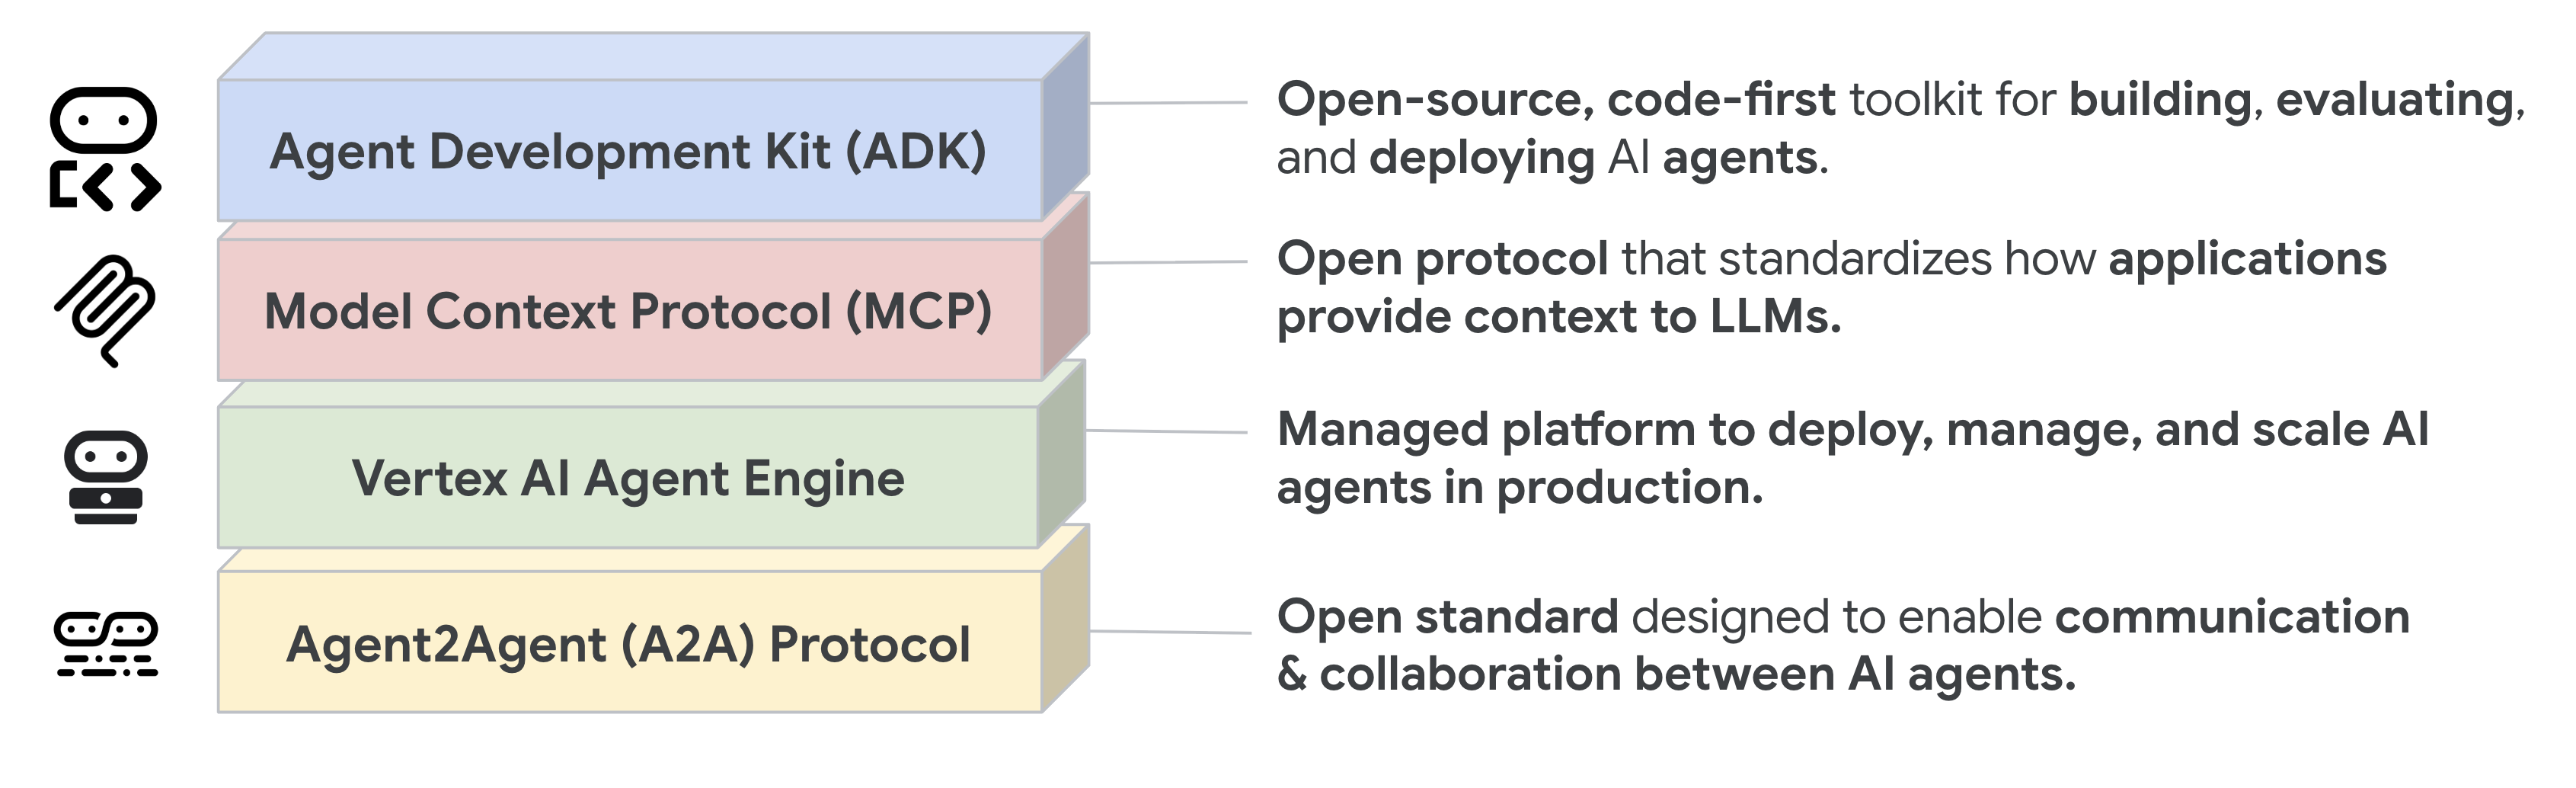 Agent Development Kit (ADK)
Open-source, code-first toolkit for building, evaluating,
and deploying AI agents.
Model Context Protocol (MCP)
Open protocol that standardizes how applications
provide context to LLMs.
Vertex AI Agent Engine
Managed platform to deploy, manage, and scale AI
agents in production.
Agent2Agent (A2A) Protocol
Open standard designed to enable communication
& collaboration between AI agents.